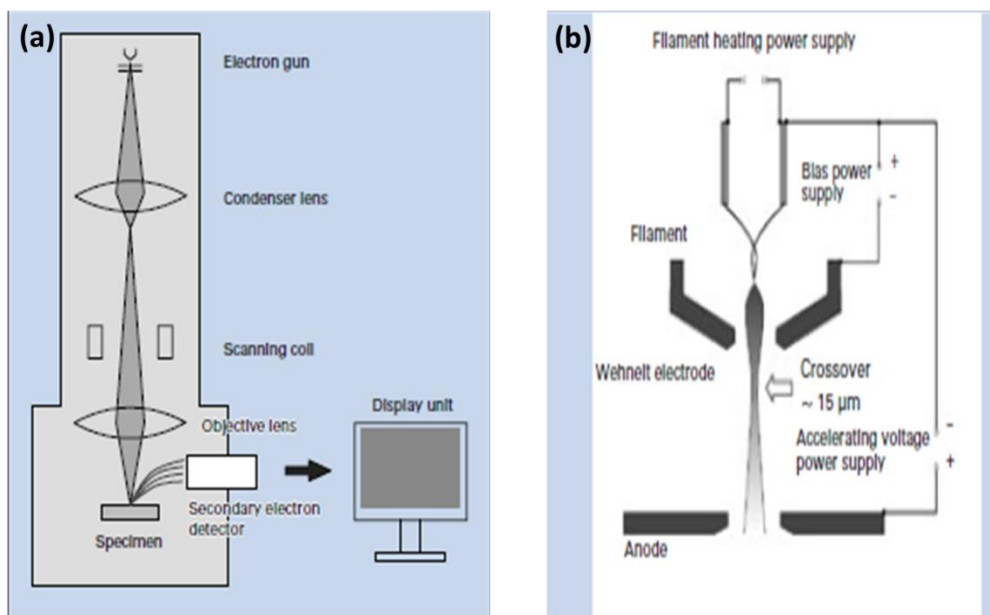 (a)
Electron gun
Condenser lens
Scanning coil
Objective lens
Display unit
Secondary electron
detector
Specimen
(b)
Filament heating power supply
Bias power
supply
+
-
Filament
Wehnelt electrode
Crossover
~ 15 µm
Accelerating voltage
power supply
-
+
Anode